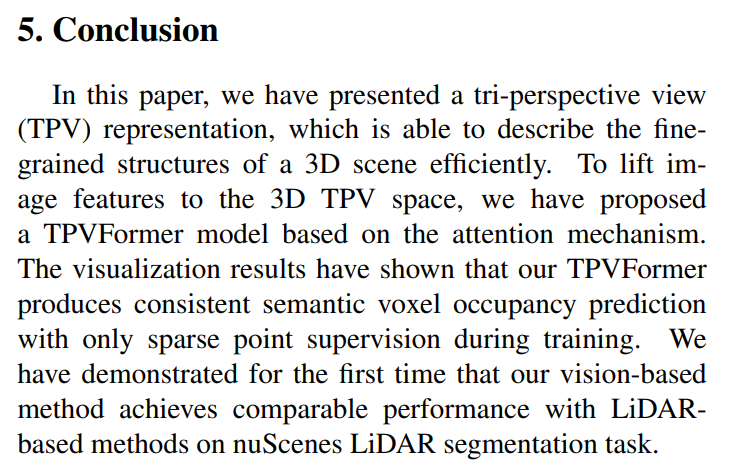 5. Conclusion
In this paper, we have presented a tri-perspective view
(TPV) representation, which is able to describe the fine-
grained structures of a 3D scene efficiently. To lift im-
age features to the 3D TPV space, we have proposed
a TPVFormer model based on the attention mechanism.
The visualization results have shown that our TPVFormer
produces consistent semantic voxel occupancy prediction
with only sparse point supervision during training. We
have demonstrated for the first time that our vision-based
method achieves comparable performance with LiDAR-
based methods on nuScenes LiDAR segmentation task.